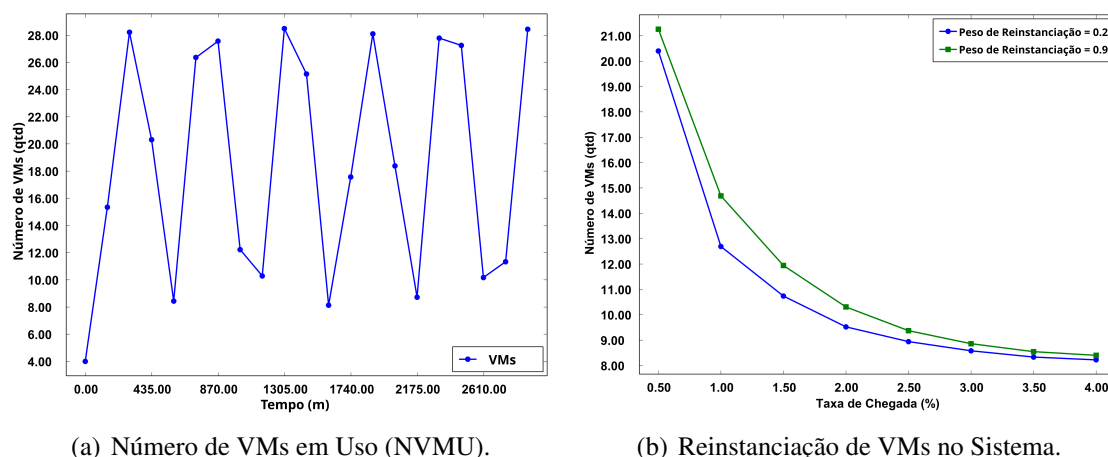 Número de VMs (qtd)
28.00
26.00
24.00
22.00
20.00
18.00
16.00
14.00
12.00
10.00
8.00
6.00
4.00
VMs
0.00 435.00 870.00 1305.00 1740.00 2175.00 2610.00
Tempo (m)
(a) Número de VMs em Uso (NVMU).
Número de VMs (qtd)
21.00
20.00
19.00
18.00
17.00
16.00
15.00
14.00
13.00
12.00
11.00
10.00
9.00
8.00
Peso de Reinstanciação = 0.2
Peso de Reinstanciação = 0.9
0.50 1.00 1.50 2.00 2.50 3.00 3.50 4.00
Taxa de Chegada (%)
(b) Reinstanciação de VMs no Sistema.